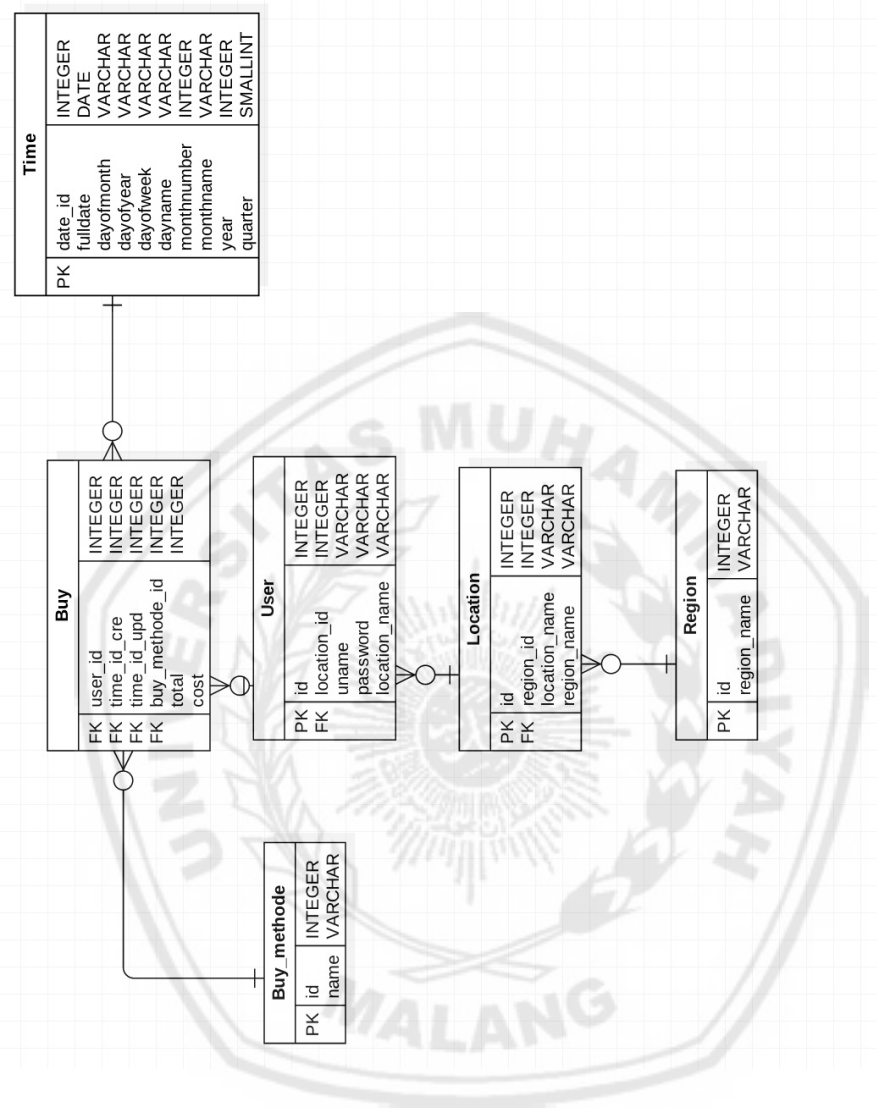 Time
PK date_id INTEGER
fulldate DATE
dayofmonth VARCHAR
dayofyear VARCHAR
dayofweek VARCHAR
dayname VARCHAR
monthnumber INTEGER
monthname VARCHAR
year INTEGER
quarter SMALLINT
Buy
FK user_id INTEGER
FK time_id_cre INTEGER
FK time_id_upd INTEGER
FK buy_methode_id INTEGER
total INTEGER
cost
User
PK id INTEGER
FK location_id INTEGER
uname VARCHAR
password VARCHAR
location_name VARCHAR
Buy_methode
PK id INTEGER
name VARCHAR
Location
PK id INTEGER
FK region_id INTEGER
location_name VARCHAR
region_name VARCHAR
Region
PK id INTEGER
region_name VARCHAR
UNIVERSITAS MUHAMMADIYAH
MALANG